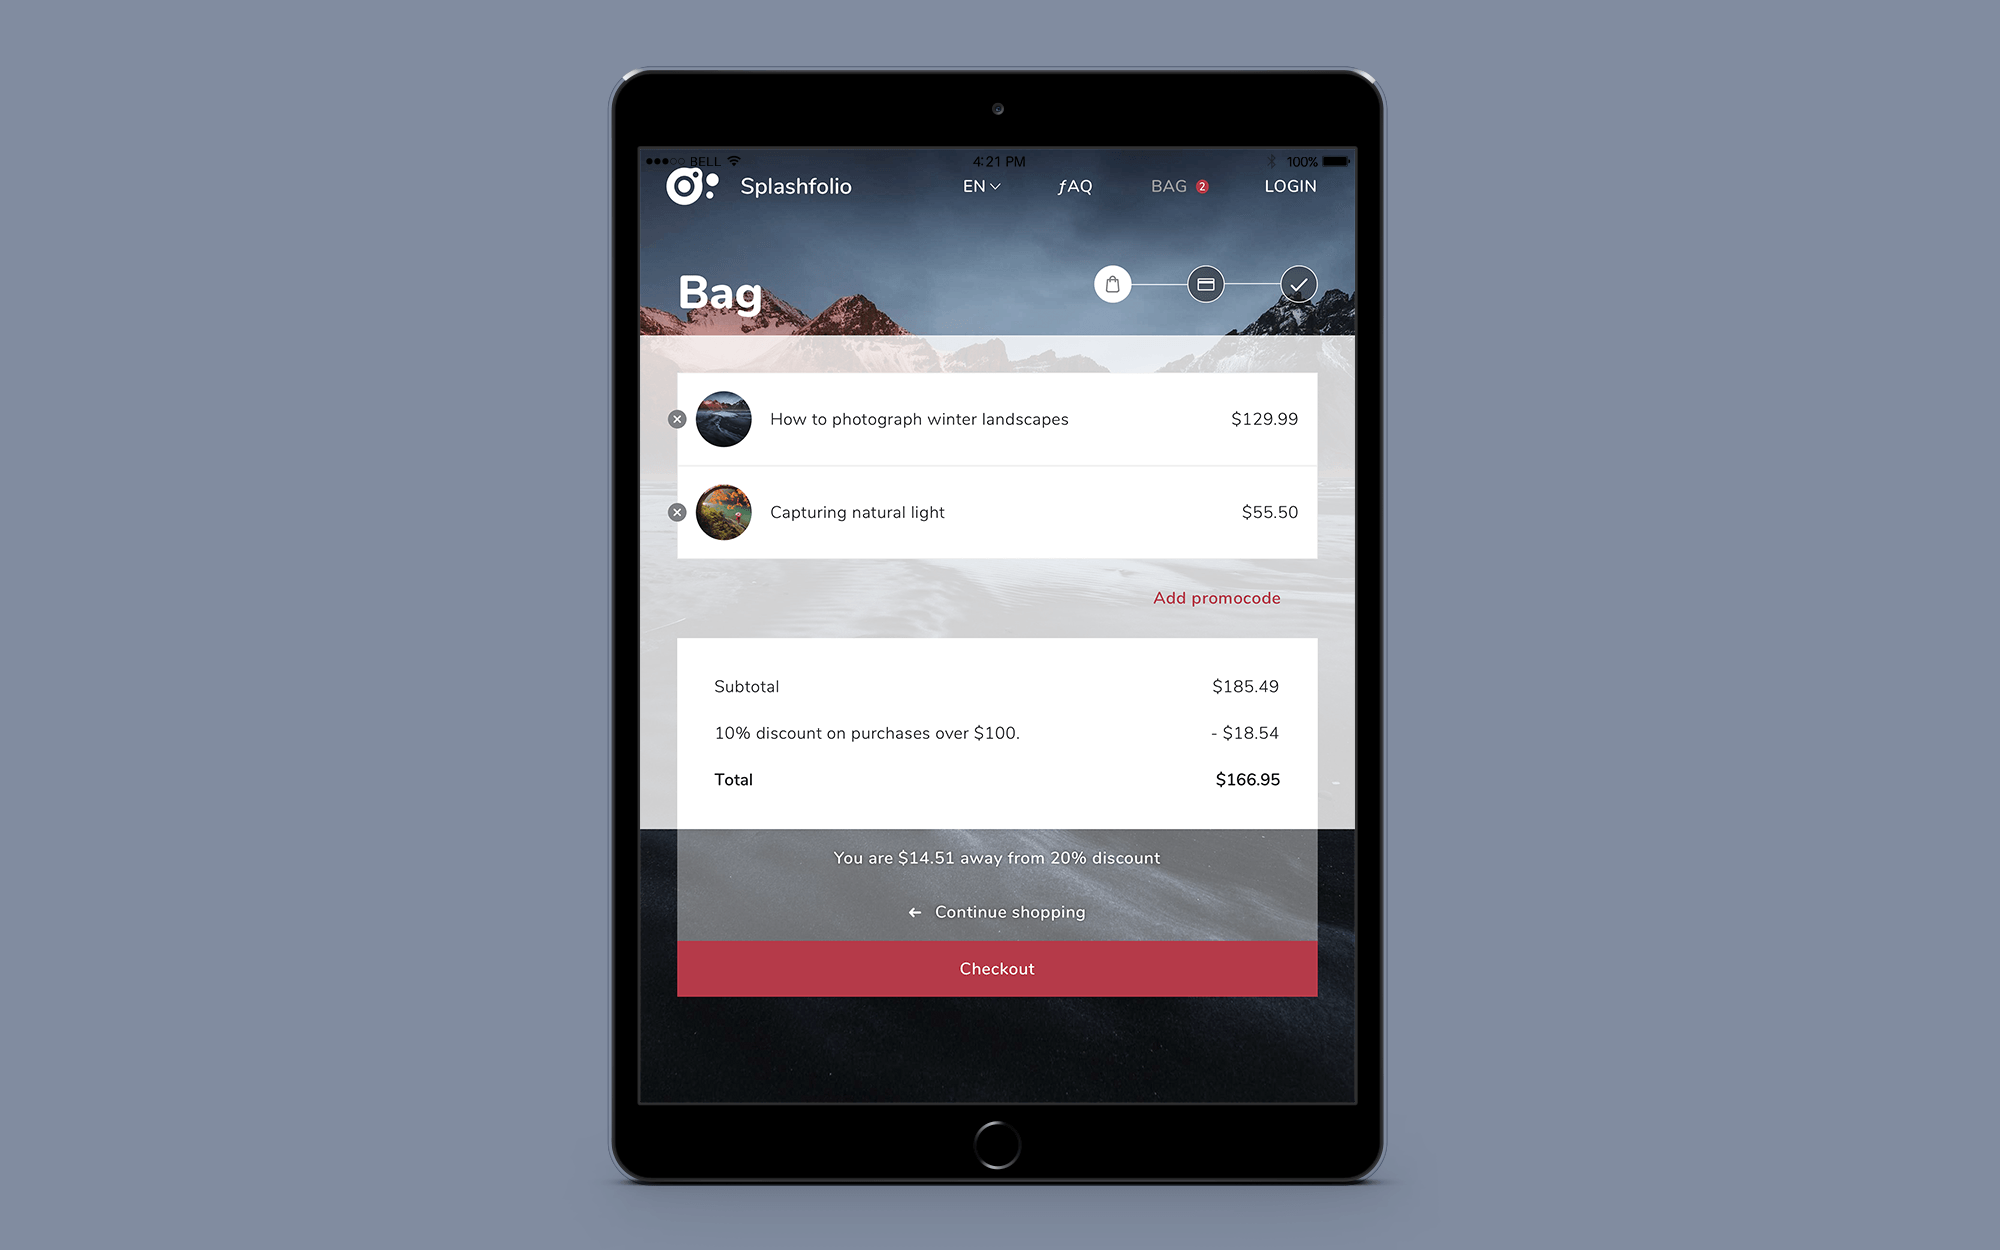 BELL 4:21 PM 100%
Splashfolio EN ƒAQ BAG 2 LOGIN
Bag
How to photograph winter landscapes $129.99
Capturing natural light $55.50
Add promocode
Subtotal $185.49
10% discount on purchases over $100. - $18.54
Total $166.95
You are $14.51 away from 20% discount
Continue shopping
Checkout